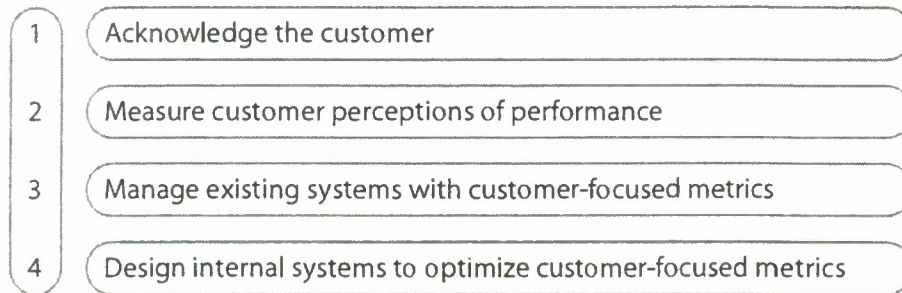 1 Acknowledge the customer
2 Measure customer perceptions of performance
3 Manage existing systems with customer-focused metrics
4 Design internal systems to optimize customer-focused metrics